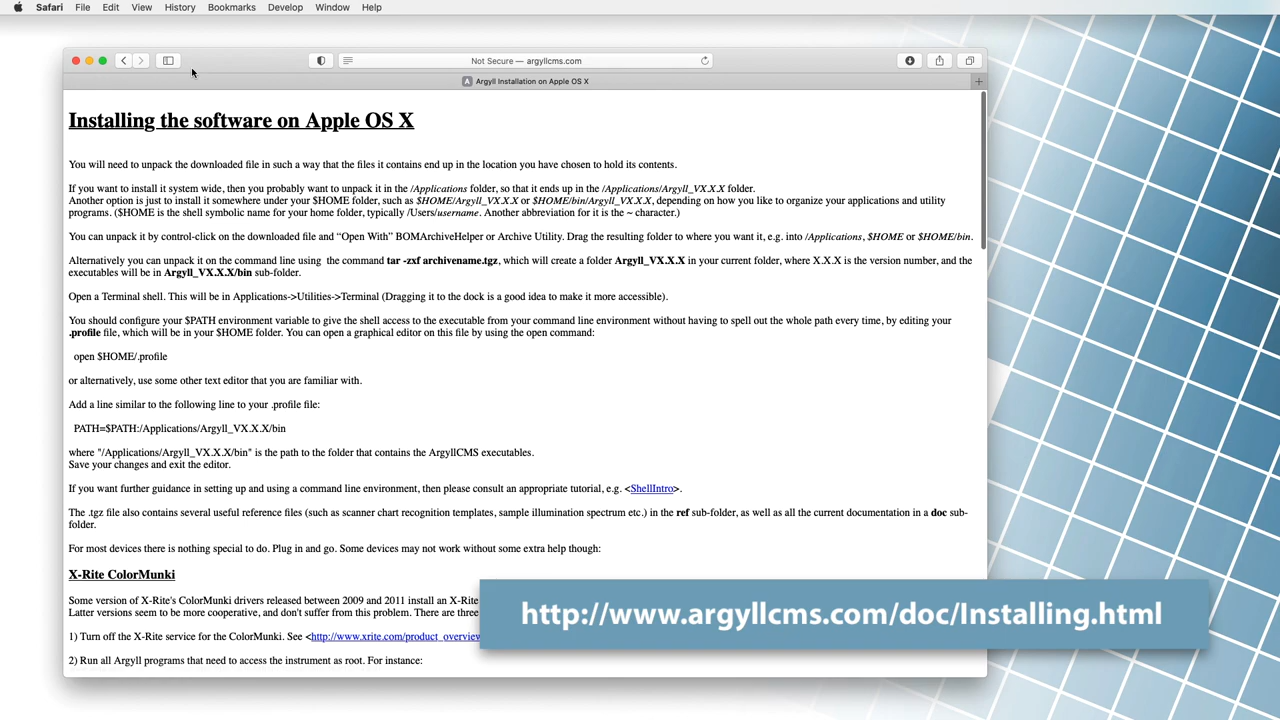 Safari File Edit View History Bookmarks Develop Window Help
Not Secure — argyllcms.com
A Argyll Installation on Apple OS X
Installing the software on Apple OS X
You will need to unpack the downloaded file in such a way that the files it contains end up in the location you have chosen to hold its contents.
If you want to install it system wide, then you probably want to unpack it in the /Applications folder, so that it ends up in the /Applications/Argyll_VX.X.X folder.
Another option is just to install it somewhere under your $HOME folder, such as $HOME/Argyll_VX.X.X or $HOME/bin/Argyll_VX.X.X, depending on how you like to organize your applications and utility
programs. ($HOME is the shell symbolic name for your home folder, typically /Users/username. Another abbreviation for it is the ~ character.)
You can unpack it by control-click on the downloaded file and “Open With” BOMArchiveHelper or Archive Utility. Drag the resulting folder to where you want it, e.g. into /Applications, $HOME or $HOME/bin.
Alternatively you can unpack it on the command line using the command tar -zxf archivename.tgz, which will create a folder Argyll_VX.X.X in your current folder, where X.X.X is the version number, and the
executables will be in Argyll_VX.X.X/bin sub-folder.
Open a Terminal shell. This will be in Applications->Utilities->Terminal (Dragging it to the dock is a good idea to make it more accessible).
You should configure your $PATH environment variable to give the shell access to the executable from your command line environment without having to spell out the whole path every time, by editing your
.profile file, which will be in your $HOME folder. You can open a graphical editor on this file by using the open command:
open $HOME/.profile
or alternatively, use some other text editor that you are familiar with.
Add a line similar to the following line to your .profile file:
PATH=$PATH:/Applications/Argyll_VX.X.X/bin
where "/Applications/Argyll_VX.X.X/bin" is the path to the folder that contains the ArgyllCMS executables.
Save your changes and exit the editor.
If you want further guidance in setting up and using a command line environment, then please consult an appropriate tutorial, e.g. <ShellIntro>.
The .tgz file also contains several useful reference files (such as scanner chart recognition templates, sample illumination spectrum etc.) in the ref sub-folder, as well as all the current documentation in a doc sub-
folder.
For most devices there is nothing special to do. Plug in and go. Some devices may not work without some extra help though:
X-Rite ColorMunki
Some version of X-Rite's ColorMunki drivers released between 2009 and 2011 install an X-Rite
Latter versions seem to be more cooperative, and don't suffer from this problem. There are three
1) Turn off the X-Rite service for the ColorMunki. See <http://www.xrite.com/product_overview
2) Run all Argyll programs that need to access the instrument as root. For instance:
http://www.argyllcms.com/doc/Installing.html